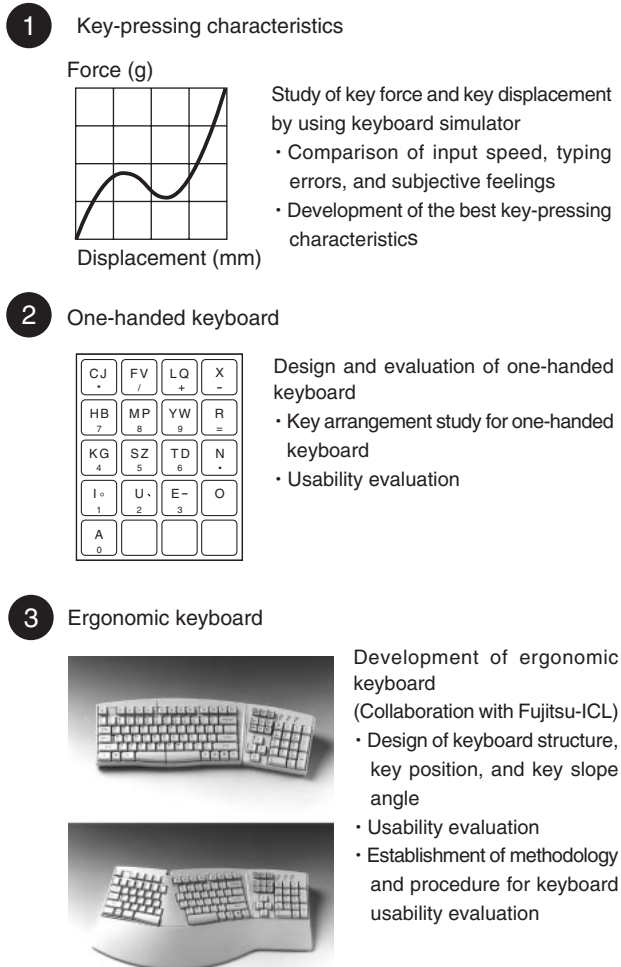 1 Key-pressing characteristics
Force (g)
Displacement (mm)
Study of key force and key displacement
by using keyboard simulator
・Comparison of input speed, typing
errors, and subjective feelings
・Development of the best key-pressing
characteristics
2 One-handed keyboard
CJ FV LQ X
* / + −
HB MP YW R
7 8 9 =
KG SZ TD N
4 5 6 ・
I。 U、 E− O
1 2 3
A
0
Design and evaluation of one-handed
keyboard
・Key arrangement study for one-handed
keyboard
・Usability evaluation
3 Ergonomic keyboard
Development of ergonomic
keyboard
(Collaboration with Fujitsu-ICL)
・Design of keyboard structure,
key position, and key slope
angle
・Usability evaluation
・Establishment of methodology
and procedure for keyboard
usability evaluation